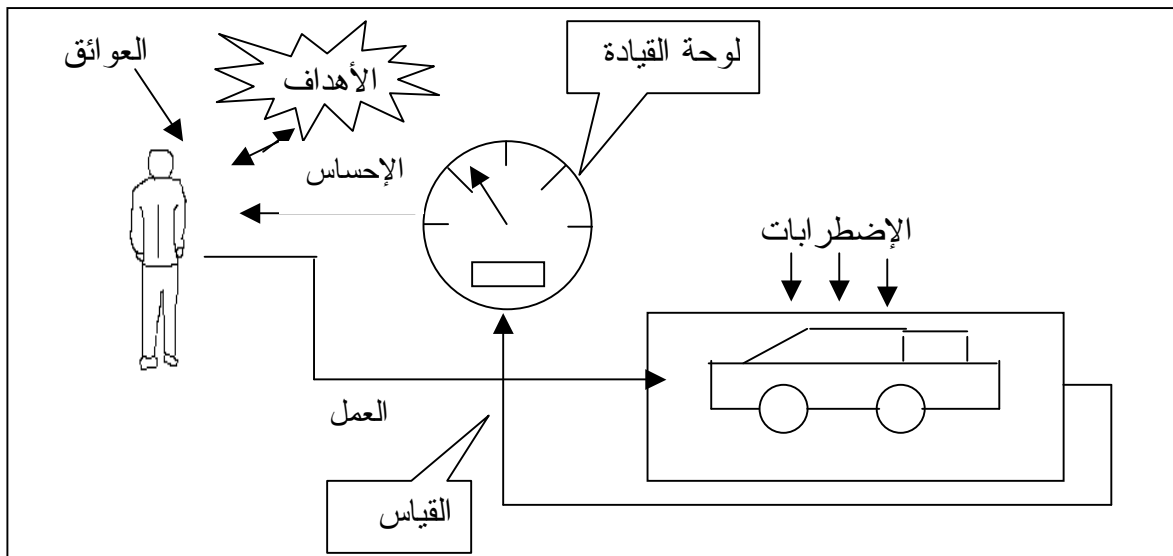 العوائق
الأهداف
لوحة القيادة
الإحساس
الإضطرابات
العمل
القياس